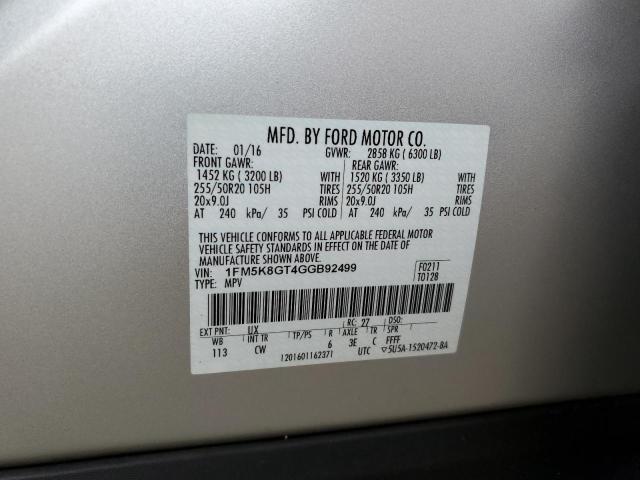 MFD. BY FORD MOTOR CO.
DATE: 01/16 GVWR: 2858 KG ( 6300 LB)
FRONT GAWR: REAR GAWR:
1452 KG ( 3200 LB) WITH 1520 KG ( 3350 LB) WITH
255/50R20 105H TIRES 255/50R20 105H TIRES
20x9.0J RIMS 20x9.0J RIMS
AT 240 kPa/ 35 PSI COLD AT 240 kPa/ 35 PSI COLD
THIS VEHICLE CONFORMS TO ALL APPLICABLE FEDERAL MOTOR
VEHICLE SAFETY STANDARDS IN EFFECT ON THE DATE OF
MANUFACTURE SHOWN ABOVE.
VIN: 1FM5K8GT4GGB92499 F0211
TYPE: MPV T0128
EXT PNT: UX RC: 27 DSO:
WB INT TR TP/PS R AXLE TR SPR
113 CW 6 3E C FFFF
1201601162371 UTC ▽5U5A-1520472-BA